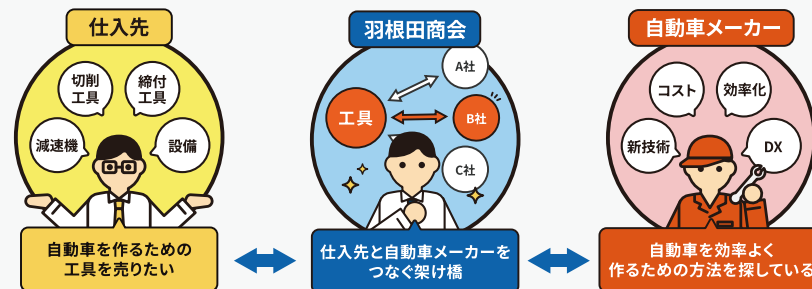 仕入先
切削
工具
締付
工具
減速機
設備
自動車を作るための
工具を売りたい
羽根田商会
A社
工具
B社
C社
仕入先と自動車メーカーを
つなぐ架け橋
自動車メーカー
コスト
効率化
新技術
DX
自動車を効率よく
作るための方法を探している